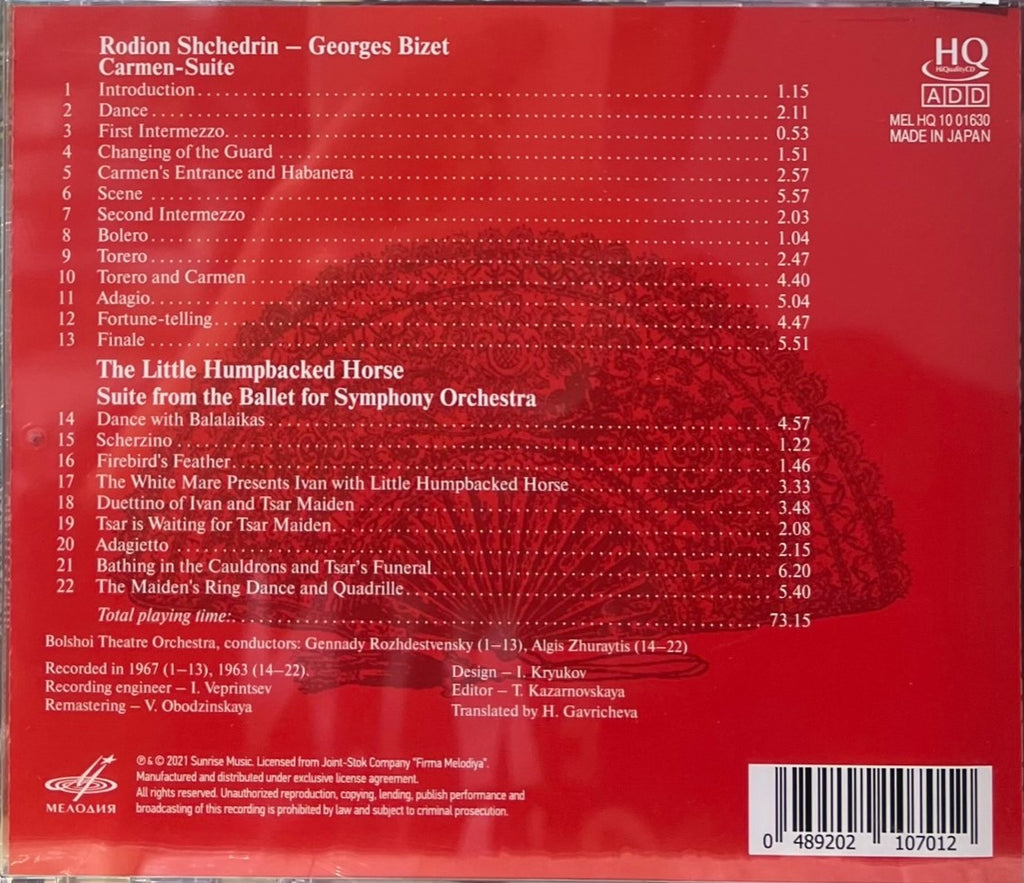 Rodion Shchedrin – Georges Bizet
Carmen-Suite
1 Introduction 1.15
2 Dance 2.11
3 First Intermezzo 0.53
4 Changing of the Guard 1.51
5 Carmen's Entrance and Habanera 2.57
6 Scene 5.57
7 Second Intermezzo 2.03
8 Bolero 1.04
9 Torero 2.47
10 Torero and Carmen 4.40
11 Adagio 5.04
12 Fortune-telling 4.47
13 Finale 5.51
The Little Humpbacked Horse
Suite from the Ballet for Symphony Orchestra
14 Dance with Balalaikas 4.57
15 Scherzino 1.22
16 Firebird's Feather 1.46
17 The White Mare Presents Ivan with Little Humpbacked Horse 3.33
18 Duettino of Ivan and Tsar Maiden 3.48
19 Tsar is Waiting for Tsar Maiden 2.08
20 Adagietto 2.15
21 Bathing in the Cauldrons and Tsar's Funeral 6.20
22 The Maiden's Ring Dance and Quadrille 5.40
Total playing time: 73.15
Bolshoi Theatre Orchestra, conductors: Gennady Rozhdestvensky (1–13), Algis Zhuraytis (14–22)
Recorded in 1967 (1–13), 1963 (14–22).
Recording engineer – I. Veprintsev
Remastering – V. Obodzinskaya
Design – I. Kryukov
Editor – T. Kazarnovskaya
Translated by H. Gavricheva
HQ
HiQualityCD
ADD
MEL HQ 10 01630
MADE IN JAPAN
МЕЛОДИЯ
℗ & © 2021 Sunrise Music. Licensed from Joint-Stok Company "Firma Melodiya".
Manufactured and distributed under exclusive license agreement.
All rights reserved. Unauthorized reproduction, copying, lending, publish performance and
broadcasting of this recording is prohibited by law and subject to criminal prosecution.
0 489202 107012